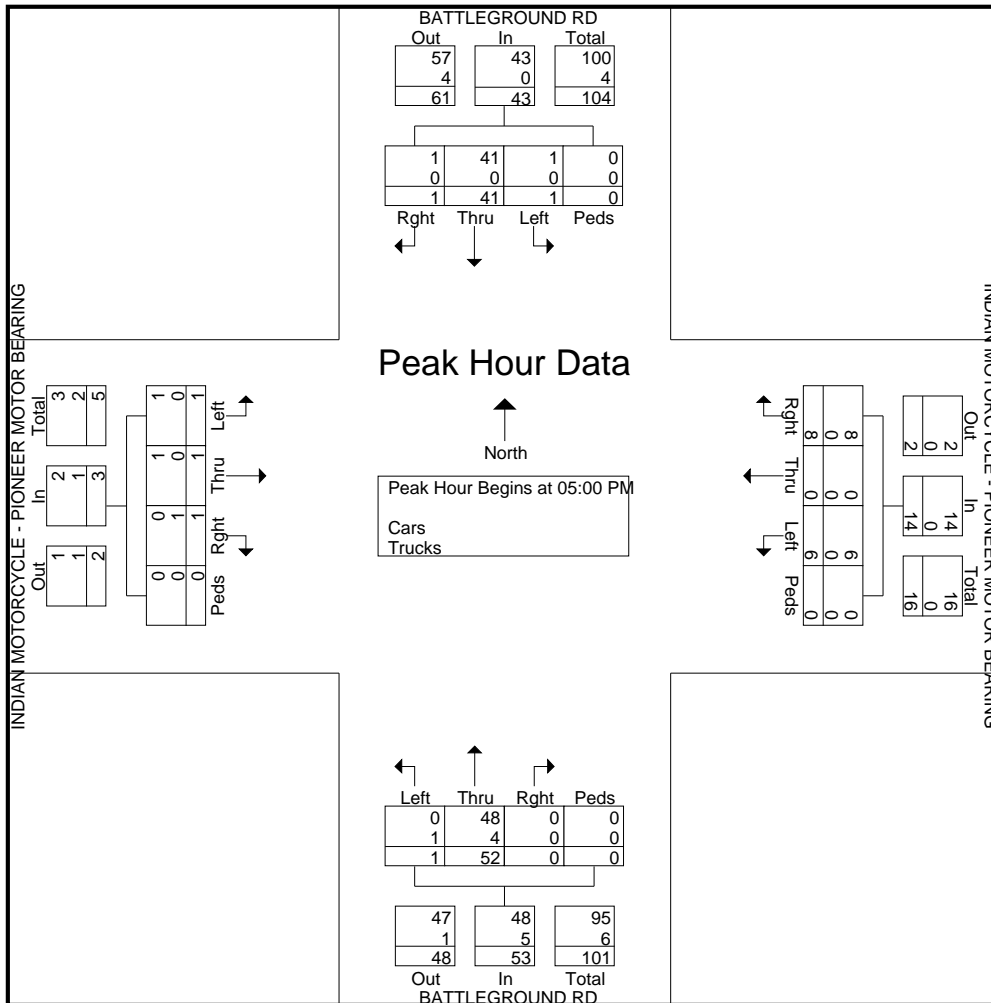 BATTLEGROUND RD
Out In Total
57 43 100
4 0 4
61 43 104
1 41 1 0
0 0 0 0
1 41 1 0
Rght Thru Left Peds
INDIAN MOTORCYCLE - PIONEER MOTOR BEARING
Total In Out
3 2 1
2 1 1
5 3 2
1 1 0 0
0 0 1 0
1 1 1 0
Left Thru Rght Peds
Peak Hour Data
North
Peak Hour Begins at 05:00 PM
Cars
Trucks
Rght Thru Left Peds
8 0 6 0
0 0 0 0
8 0 6 0
Out In Total
2 14 16
0 0 0
2 14 16
INDIAN MOTORCYCLE - PIONEER MOTOR BEARING
Left Thru Rght Peds
0 48 0 0
1 4 0 0
1 52 0 0
47 48 95
1 5 6
48 53 101
Out In Total
BATTLEGROUND RD